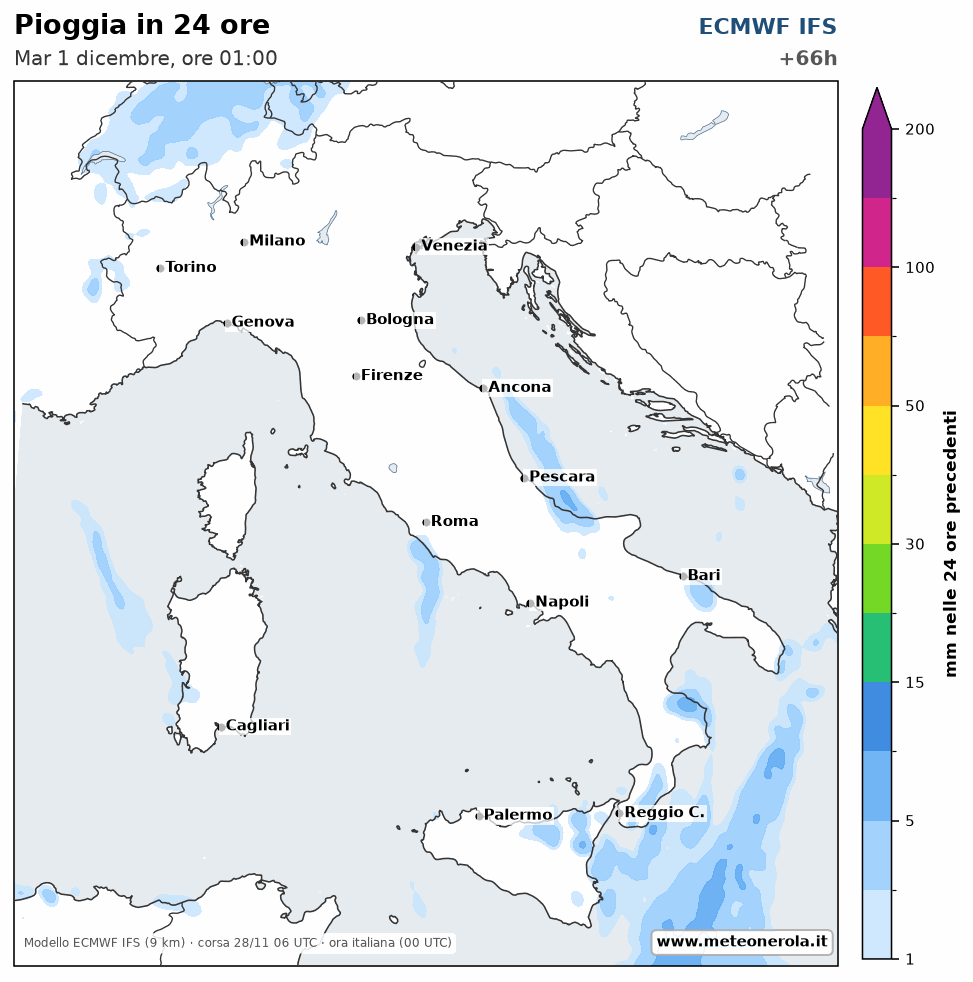 Pioggia in 24 ore
ECMWF IFS
Mar 1 dicembre, ore 01:00
+66h
200
100
50
30
15
5
1
mm nelle 24 ore precedenti
Milano
Venezia
Torino
Genova
Bologna
Firenze
Ancona
Pescara
Roma
Bari
Napoli
Cagliari
Palermo
Reggio C.
Modello ECMWF IFS (9 km) · corsa 28/11 06 UTC · ora italiana (00 UTC)
www.meteonerola.it